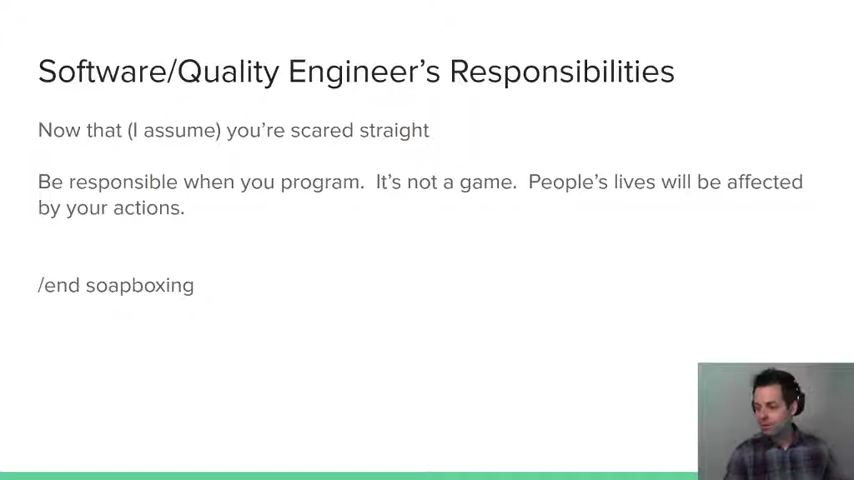 Software/Quality Engineer’s Responsibilities
Now that (I assume) you’re scared straight
Be responsible when you program.  It’s not a game.  People’s lives will be affected
by your actions.
/end soapboxing